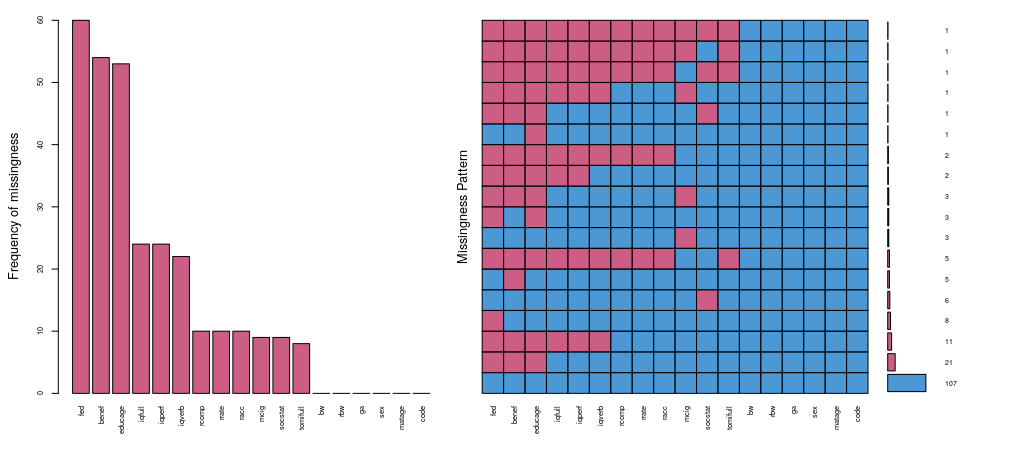 Frequency of missingness
60
50
40
30
20
10
0
fed
benef
educage
iqfull
iqperf
iqverb
rcomp
rrate
racc
mcig
socstat
tomifull
bw
rbw
ga
sex
matage
code
Missingness Pattern
1
1
1
1
1
1
2
2
3
3
3
5
5
6
8
11
21
107
fed
benef
educage
iqfull
iqperf
iqverb
rcomp
rrate
racc
mcig
socstat
tomifull
bw
rbw
ga
sex
matage
code